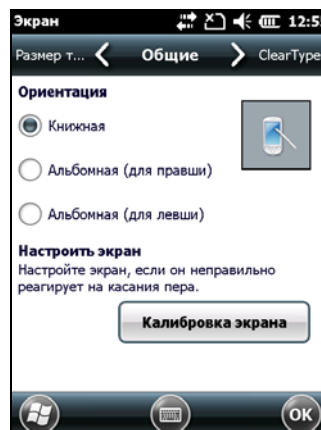 Экран 12:5
Размер т... Общие ClearType
Ориентация
Книжная
Альбомная (для правши)
Альбомная (для левши)
Настроить экран
Настройте экран, если он неправильно
реагирует на касания пера.
Калибровка экрана
OK